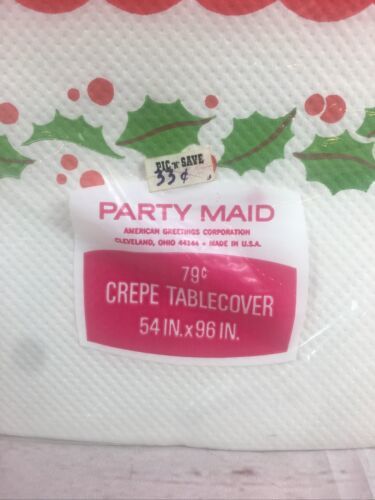 PIC 'N' SAVE
33¢
PARTY MAID
AMERICAN GREETINGS CORPORATION
CLEVELAND, OHIO 44144 • MADE IN U.S.A.
79¢
CREPE TABLECOVER
54 IN. x 96 IN.